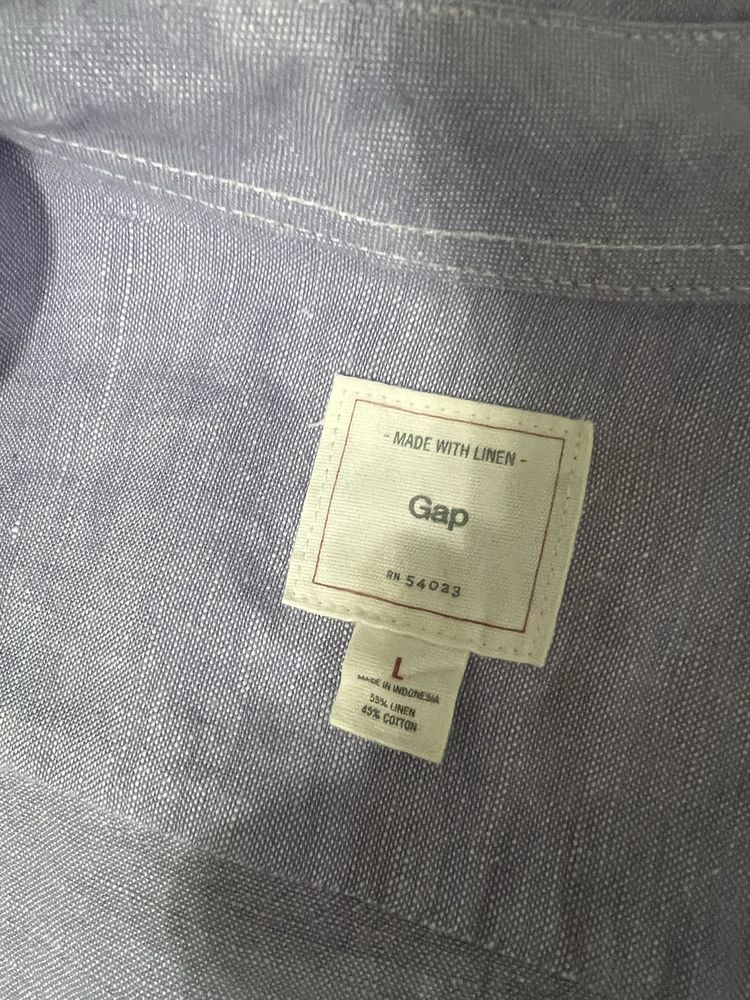 - MADE WITH LINEN -
Gap
RN 54023
L
MADE IN INDONESIA
55% LINEN
45% COTTON